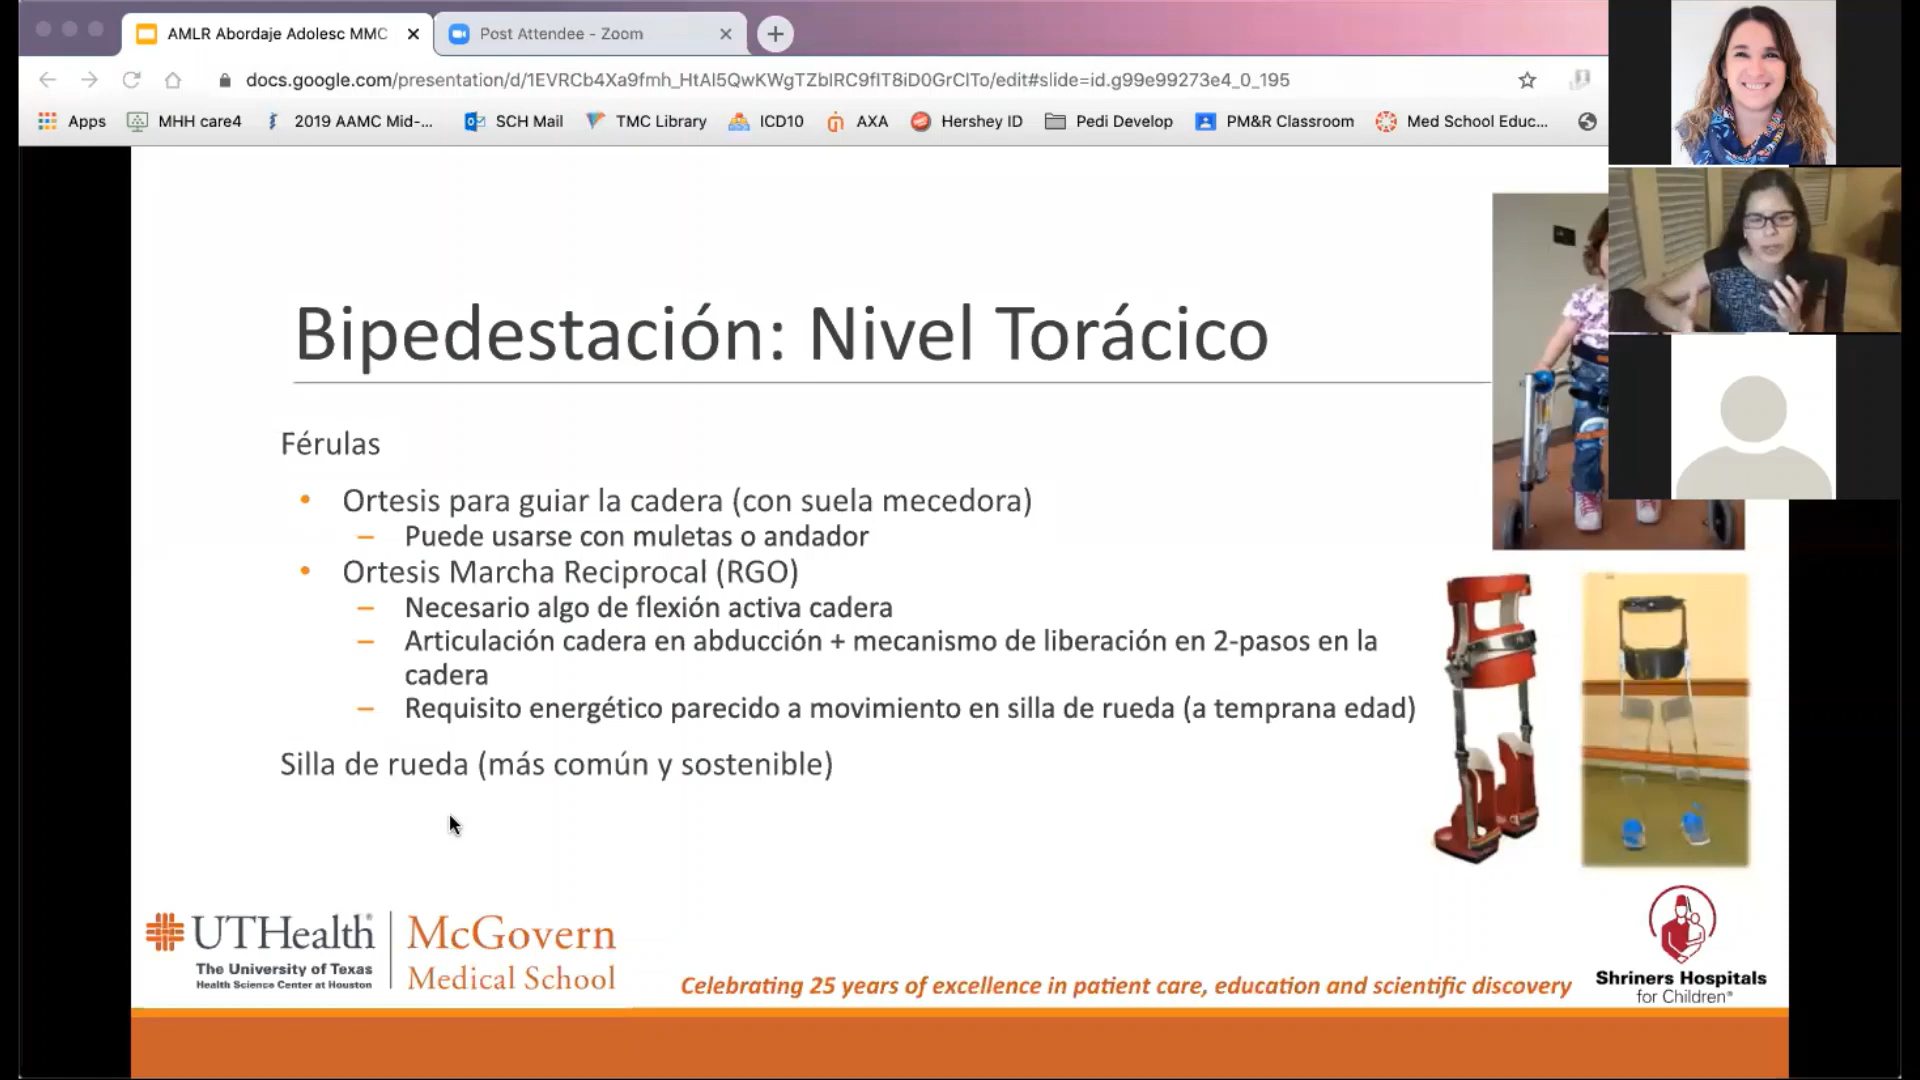 AMLR Abordaje Adolesc MMC
Post Attendee - Zoom
docs.google.com/presentation/d/1EVRCb4Xa9fmh_HtAl5QwKWgTZblRC9flT8iD0GrClTo/edit#slide=id.g99e99273e4_0_195
Apps MHH care4 2019 AAMC Mid-... SCH Mail TMC Library ICD10 AXA Hershey ID Pedi Develop PM&R Classroom Med School Educ...
Bipedestación: Nivel Torácico
Férulas
• Ortesis para guiar la cadera (con suela mecedora)
– Puede usarse con muletas o andador
• Ortesis Marcha Reciprocal (RGO)
– Necesario algo de flexión activa cadera
– Articulación cadera en abducción + mecanismo de liberación en 2-pasos en la
cadera
– Requisito energético parecido a movimiento en silla de rueda (a temprana edad)
Silla de rueda (más común y sostenible)
UTHealth®
The University of Texas
Health Science Center at Houston
McGovern
Medical School
Celebrating 25 years of excellence in patient care, education and scientific discovery
Shriners Hospitals
for Children®